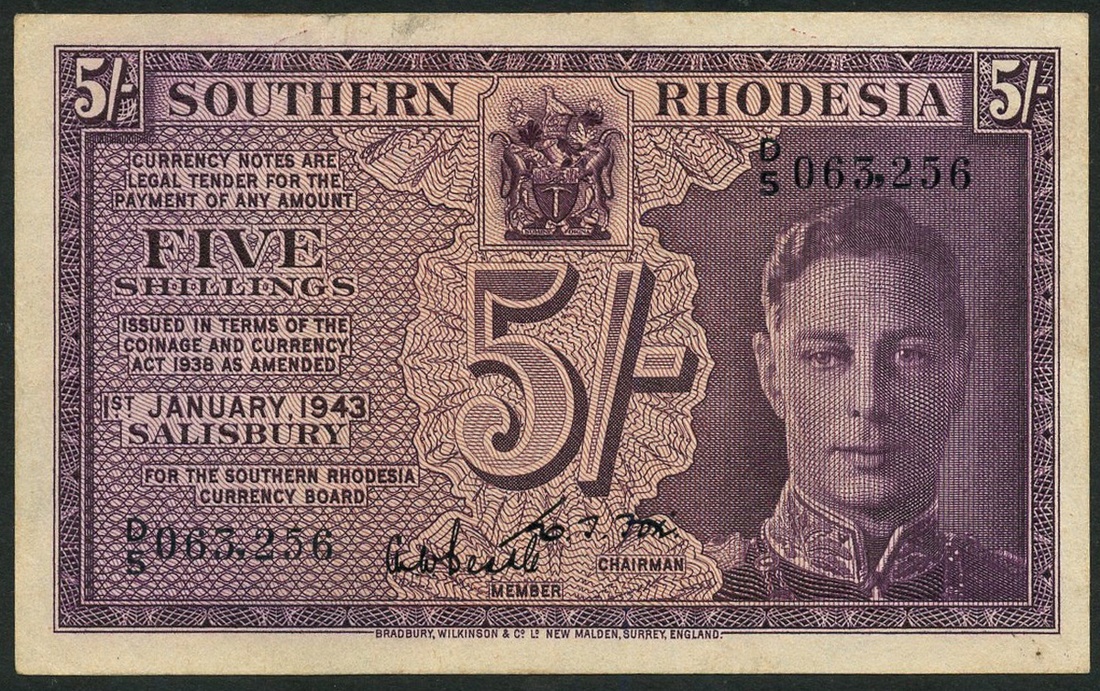 5/- SOUTHERN RHODESIA 5/-
D/5 063,256
CURRENCY NOTES ARE
LEGAL TENDER FOR THE
PAYMENT OF ANY AMOUNT
FIVE
SHILLINGS
ISSUED IN TERMS OF THE
COINAGE AND CURRENCY
ACT 1938 AS AMENDED
1ST JANUARY, 1943
SALISBURY
FOR THE SOUTHERN RHODESIA
CURRENCY BOARD
5/-
D/5 063,256
MEMBER
CHAIRMAN
BRADBURY, WILKINSON & Co. Ld. NEW MALDEN, SURREY, ENGLAND.